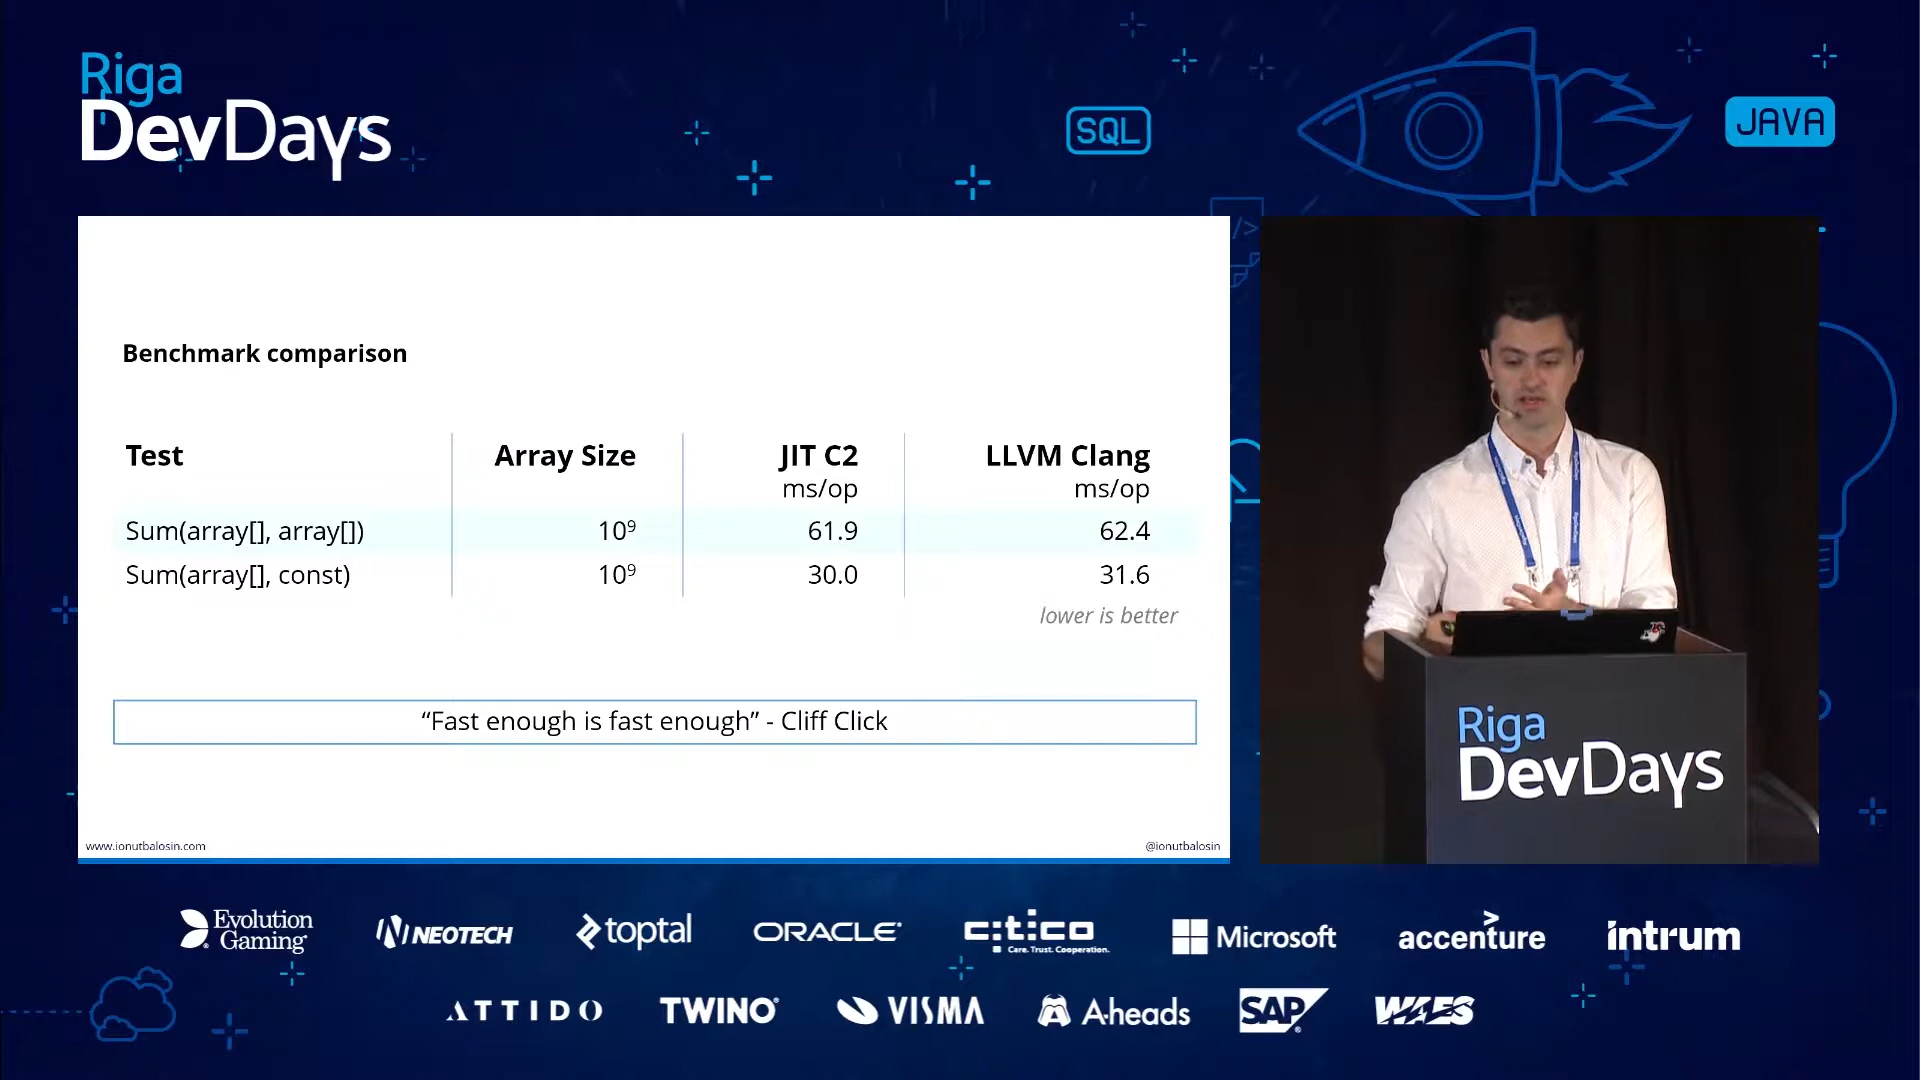 Riga
DevDays
SQL
JAVA
</>
Benchmark comparison
Test Array Size JIT C2 LLVM Clang
ms/op ms/op
Sum(array[], array[]) 10⁹ 61.9 62.4
Sum(array[], const) 10⁹ 30.0 31.6
lower is better
“Fast enough is fast enough” - Cliff Click
www.ionutbalosin.com @ionutbalosin
Riga
DevDays
Evolution
Gaming
NEOTECH
toptal
ORACLE
citico
Care. Trust. Cooperation.
Microsoft
accenture
intrum
ATTIDO
TWINO
VISMA
A-heads
SAP